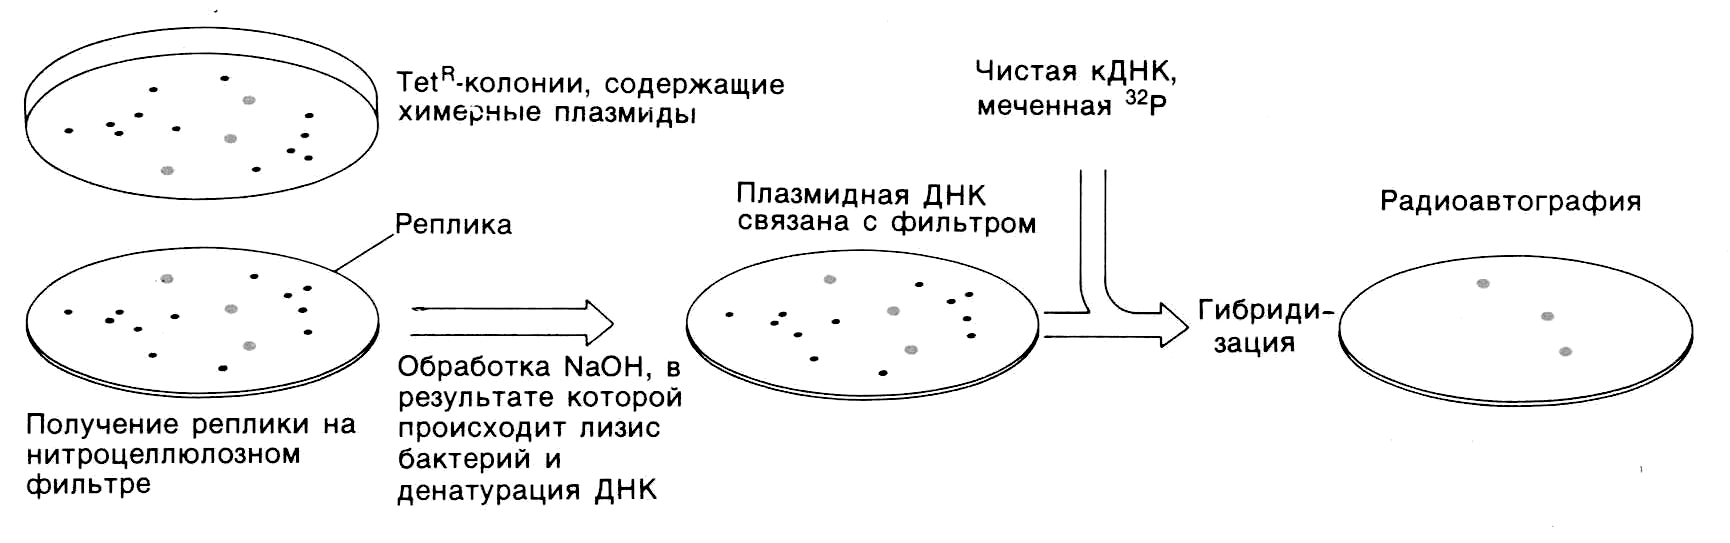 TetR-колонии, содержащие
химерные плазмиды
Реплика
Получение реплики на
нитроцеллюлозном
фильтре
Обработка NaOH, в
результате которой
происходит лизис
бактерий и
денатурация ДНК
Плазмидная ДНК
связана с фильтром
Чистая кДНК,
меченная 32P
Гибриди-
зация
Радиоавтография